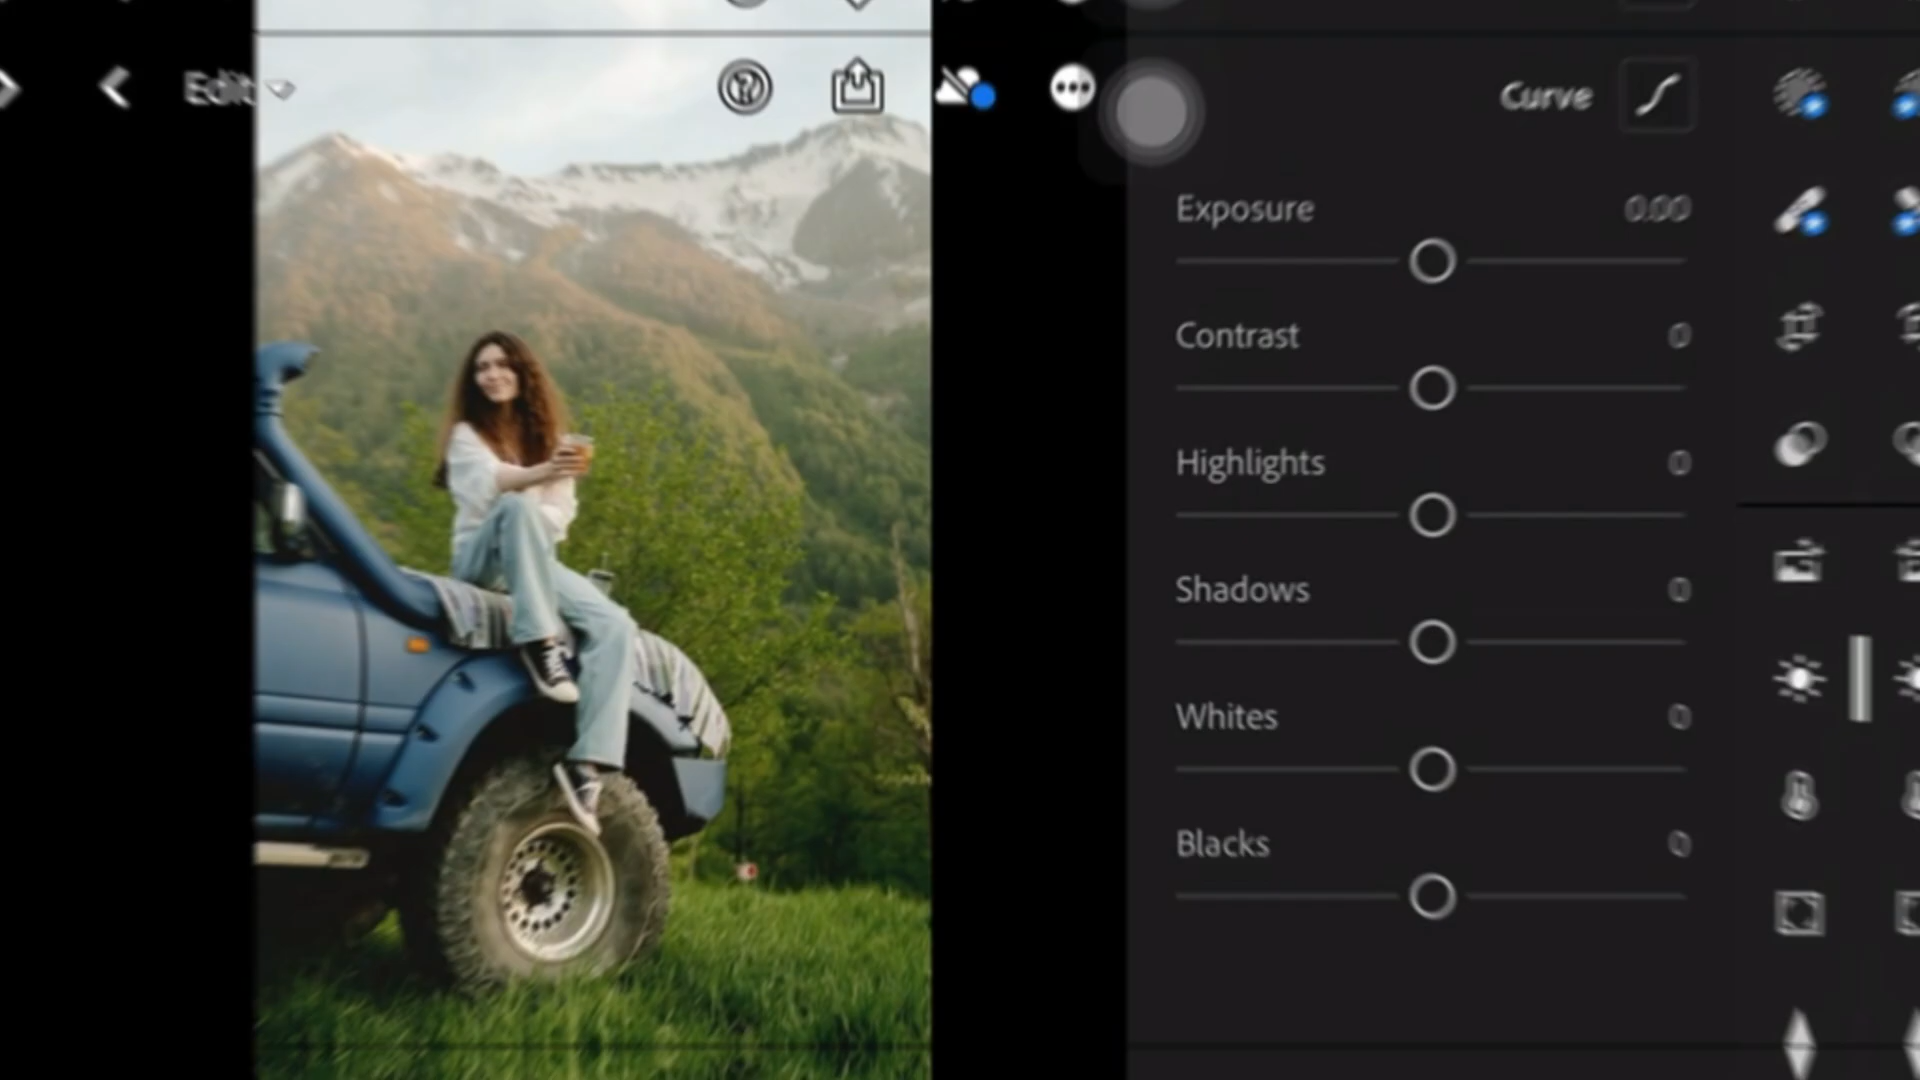 Edit
Curve
Exposure 0.00
Contrast 0
Highlights 0
Shadows 0
Whites 0
Blacks 0